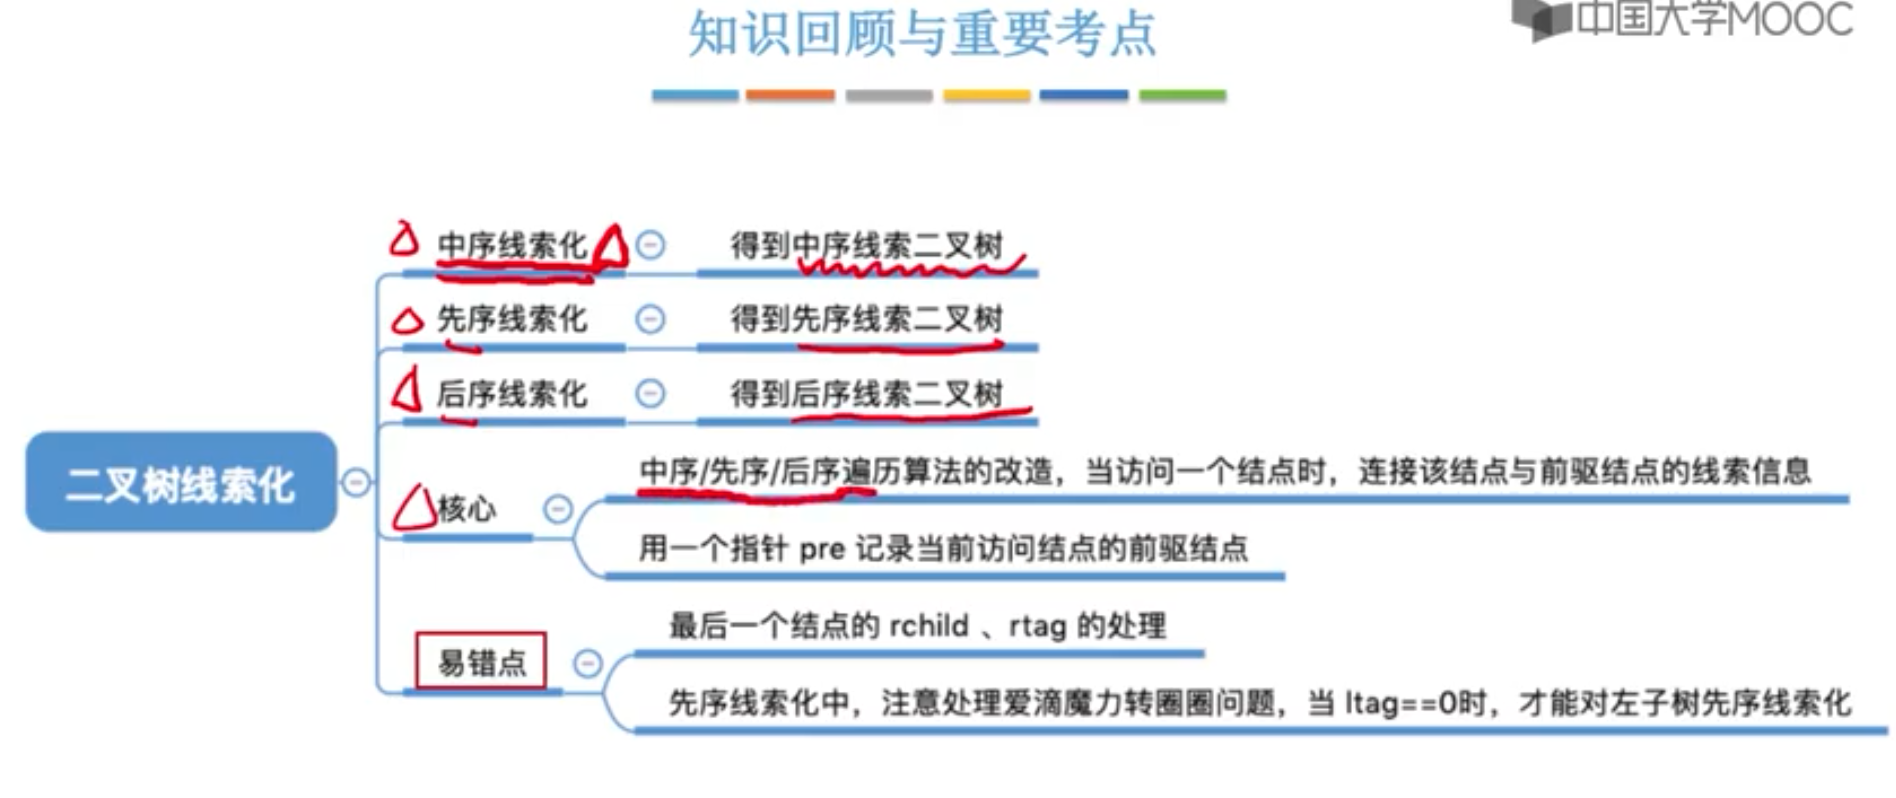 知识回顾与重要考点
中国大学MOOC
中序线索化
得到中序线索二叉树
先序线索化
得到先序线索二叉树
后序线索化
得到后序线索二叉树
二叉树线索化
核心
中序/先序/后序遍历算法的改造，当访问一个结点时，连接该结点与前驱结点的线索信息
用一个指针 pre 记录当前访问结点的前驱结点
易错点
最后一个结点的 rchild 、rtag 的处理
先序线索化中，注意处理爱滴魔力转圈圈问题，当 ltag==0时，才能对左子树先序线索化